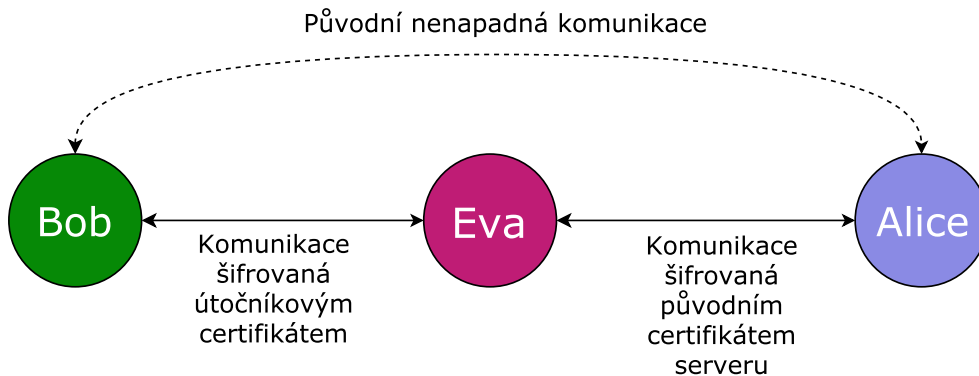 Původní nenapadná komunikace
Bob
Eva
Alice
Komunikace
šifrovaná
útočníkovým
certifikátem
Komunikace
šifrovaná
původním
certifikátem
serveru